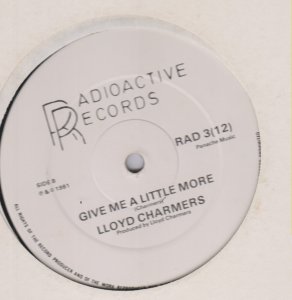 RADIOACTIVE
RECORDS
RAD 3(12)
Panache Music
SIDE B
℗ & © 1981
GIVE ME A LITTLE MORE
(Charmers)
LLOYD CHARMERS
Produced by Lloyd Charmers
ALL RIGHTS OF THE RECORD PRODUCER AND OF THE WORK REPRODUCED